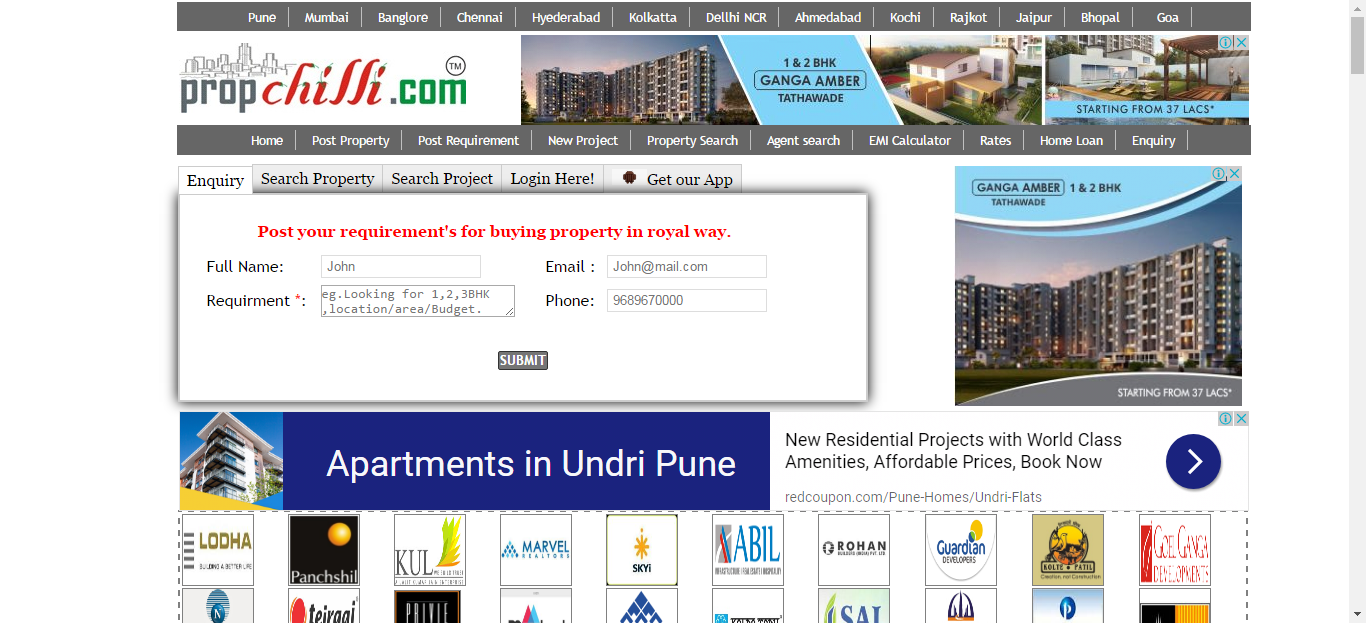 Pune Mumbai Banglore Chennai Hyederabad Kolkatta Dellhi NCR Ahmedabad Kochi Rajkot Jaipur Bhopal Goa
propchilli.com TM
1 & 2 BHK
GANGA AMBER
TATHAWADE
STARTING FROM 37 LACS*
Home Post Property Post Requirement New Project Property Search Agent search EMI Calculator Rates Home Loan Enquiry
Enquiry Search Property Search Project Login Here! Get our App
Post your requirement's for buying property in royal way.
Full Name: John Email : John@mail.com
Requirment *: eg.Looking for 1,2,3BHK
,location/area/Budget.
Phone: 9689670000
SUBMIT
GANGA AMBER 1 & 2 BHK
TATHAWADE
STARTING FROM 37 LACS*
Apartments in Undri Pune
New Residential Projects with World Class
Amenities, Affordable Prices, Book Now
redcoupon.com/Pune-Homes/Undri-Flats
LODHA
BUILDING A BETTER LIFE
Panchshil
KUL
MARVEL
REALTORS
SKYi
ABIL
ROHAN
Guardian
DEVELOPERS
KOLTE PATIL
Creation, not Construction
GOEL GANGA
DEVELOPMENTS
N
PRIVIE